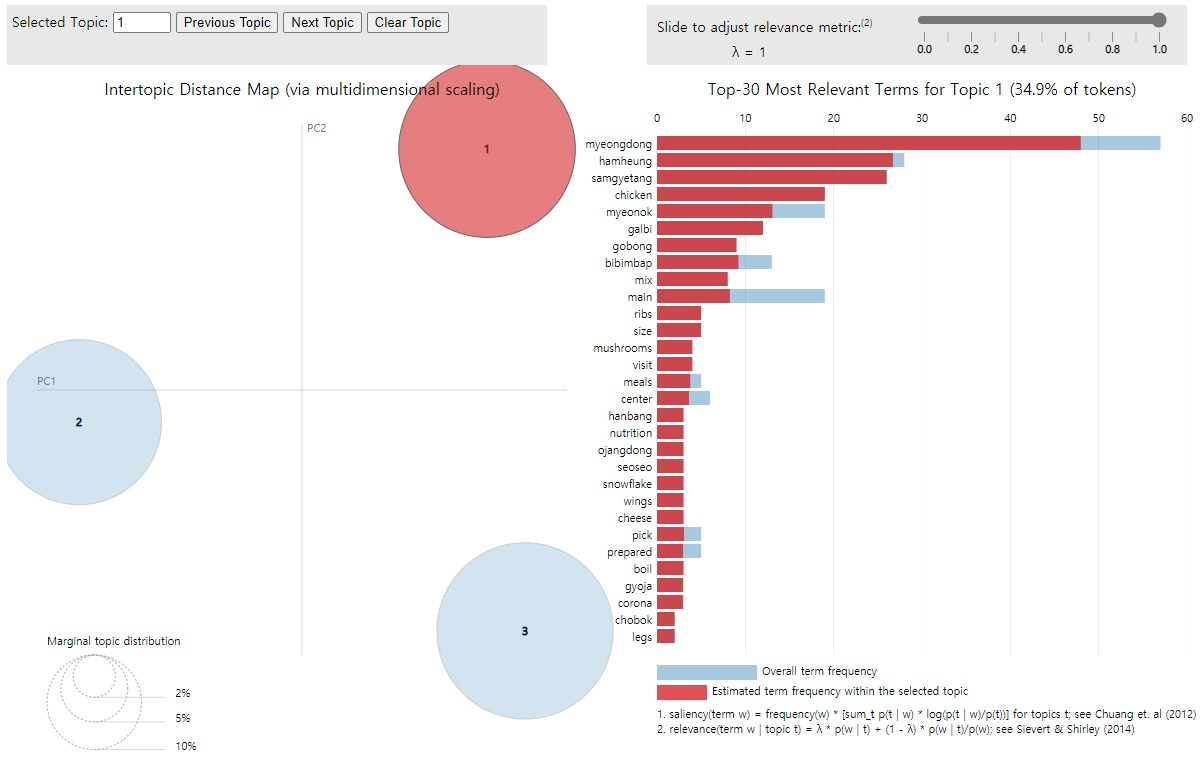 Selected Topic: 1 Previous Topic Next Topic Clear Topic
Slide to adjust relevance metric:(2)
λ = 1
0.0 0.2 0.4 0.6 0.8 1.0
Intertopic Distance Map (via multidimensional scaling)
PC2
PC1
1
2
3
Marginal topic distribution
2%
5%
10%
Top-30 Most Relevant Terms for Topic 1 (34.9% of tokens)
0 10 20 30 40 50 60
myeongdong
hamheung
samgyetang
chicken
myeonok
galbi
gobong
bibimbap
mix
main
ribs
size
mushrooms
visit
meals
center
hanbang
nutrition
ojangdong
seoseo
snowflake
wings
cheese
pick
prepared
boil
gyoja
corona
chobok
legs
Overall term frequency
Estimated term frequency within the selected topic
1. saliency(term w) = frequency(w) * [sum_t p(t | w) * log(p(t | w)/p(t))] for topics t; see Chuang et. al (2012)
2. relevance(term w | topic t) = λ * p(w | t) + (1 - λ) * p(w | t)/p(w); see Sievert & Shirley (2014)